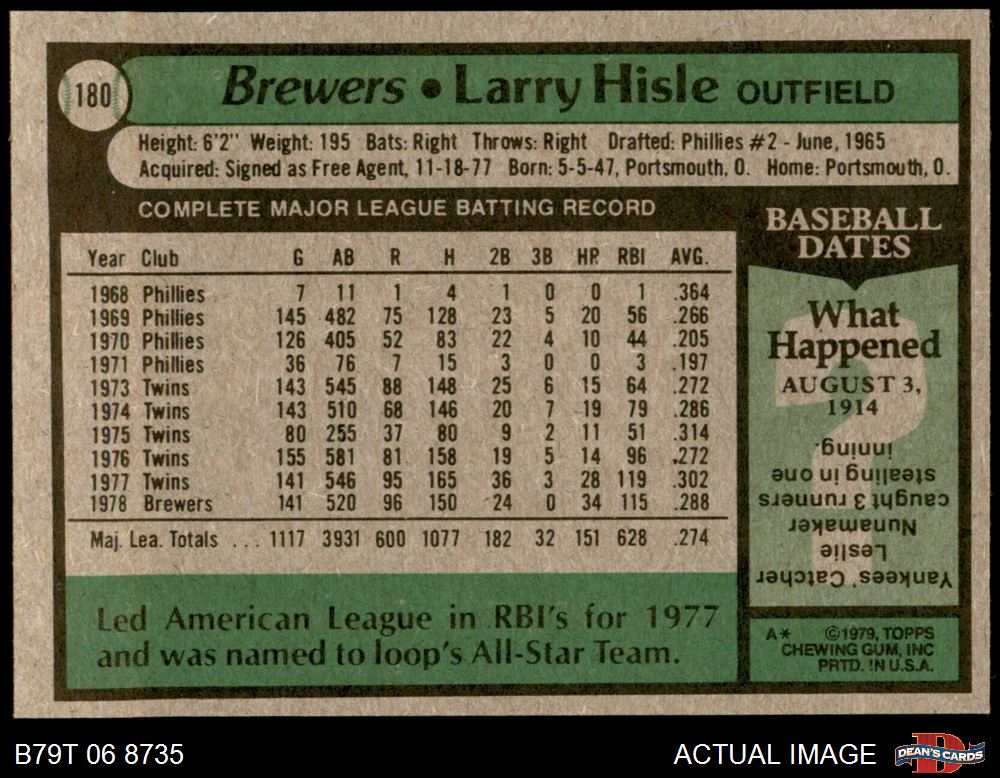 180
Brewers • Larry Hisle OUTFIELD
Height: 6'2" Weight: 195 Bats: Right Throws: Right Drafted: Phillies #2 - June, 1965
Acquired: Signed as Free Agent, 11-18-77 Born: 5-5-47, Portsmouth, O. Home: Portsmouth, O.
COMPLETE MAJOR LEAGUE BATTING RECORD
Year Club G AB R H 2B 3B HR RBI AVG.
1968 Phillies 7 11 1 4 1 0 0 1 .364
1969 Phillies 145 482 75 128 23 5 20 56 .266
1970 Phillies 126 405 52 83 22 4 10 44 .205
1971 Phillies 36 76 7 15 3 0 0 3 .197
1973 Twins 143 545 88 148 25 6 15 64 .272
1974 Twins 143 510 68 146 20 7 19 79 .286
1975 Twins 80 255 37 80 9 2 11 51 .314
1976 Twins 155 581 81 158 19 5 14 96 .272
1977 Twins 141 546 95 165 36 3 28 119 .302
1978 Brewers 141 520 96 150 24 0 34 115 .288
Maj. Lea. Totals ... 1117 3931 600 1077 182 32 151 628 .274
Led American League in RBI's for 1977
and was named to loop's All-Star Team.
BASEBALL
DATES
What
Happened
AUGUST 3,
1914
Yankees' Catcher
Leslie
Nunamaker
caught 3 runners
stealing in one
inning.
A* ©1979, TOPPS
CHEWING GUM, INC
PRTD. IN U.S.A.
B79T 06 8735
ACTUAL IMAGE
DEAN'S CARDS